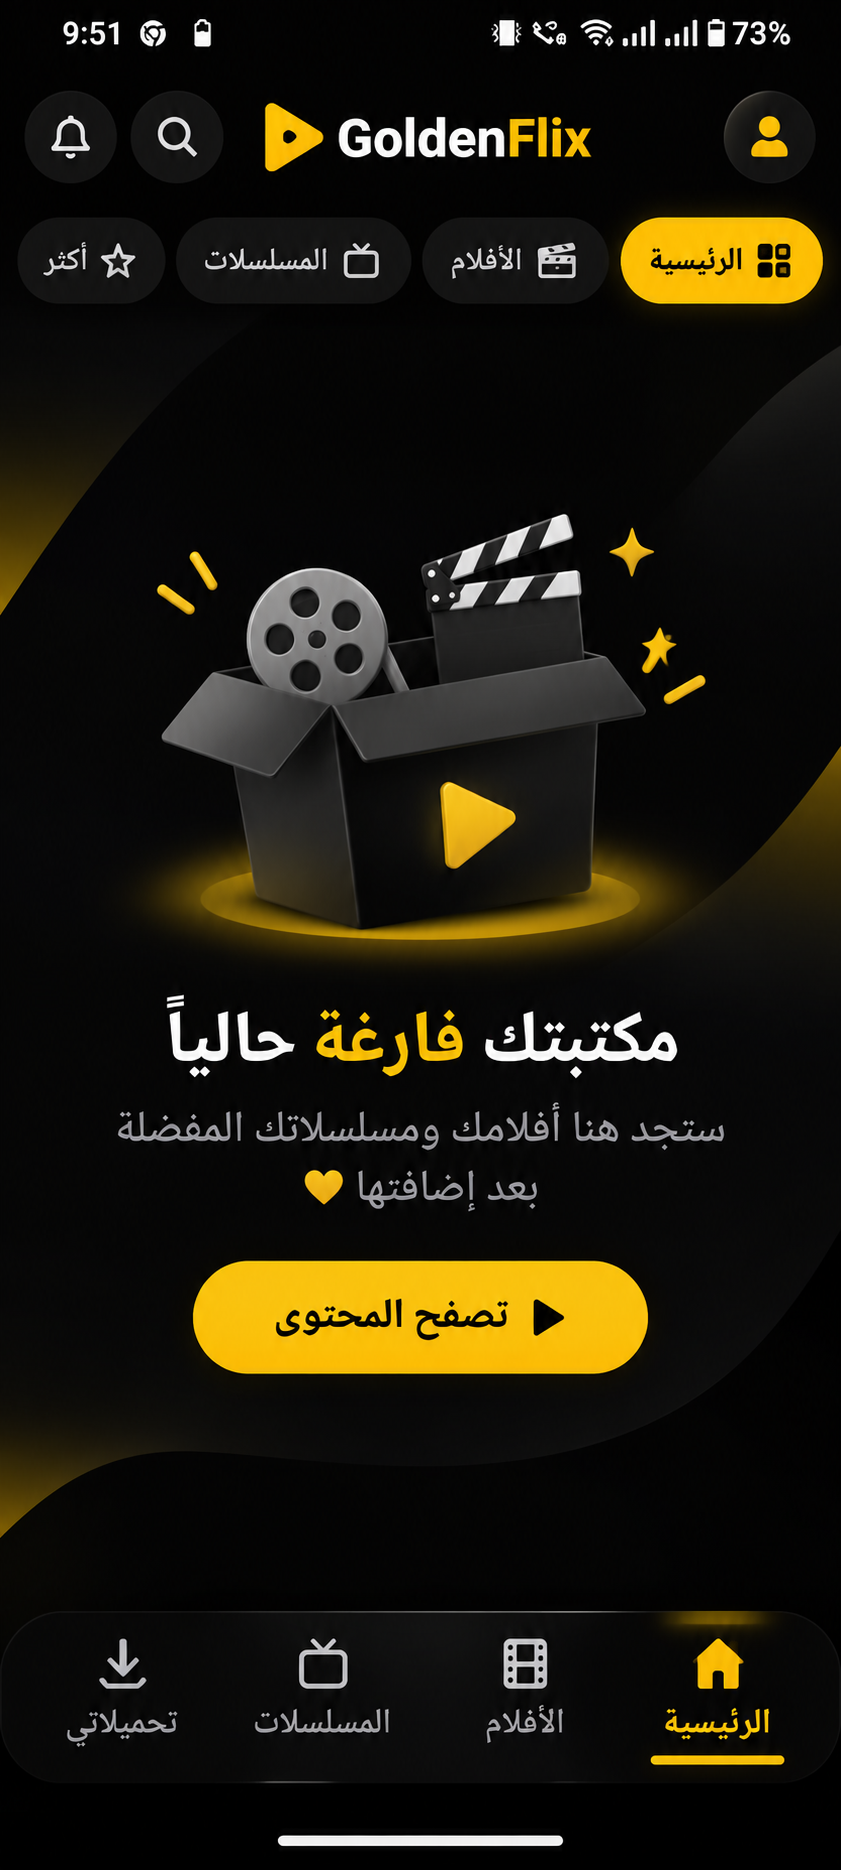 9:51
73%
GoldenFlix
الرئيسية
الأفلام
المسلسلات
أكثر
مكتبتك فارغة حالياً
ستجد هنا أفلامك ومسلسلاتك المفضلة
بعد إضافتها 💛
تصفح المحتوى
الرئيسية
الأفلام
المسلسلات
تحميلاتي